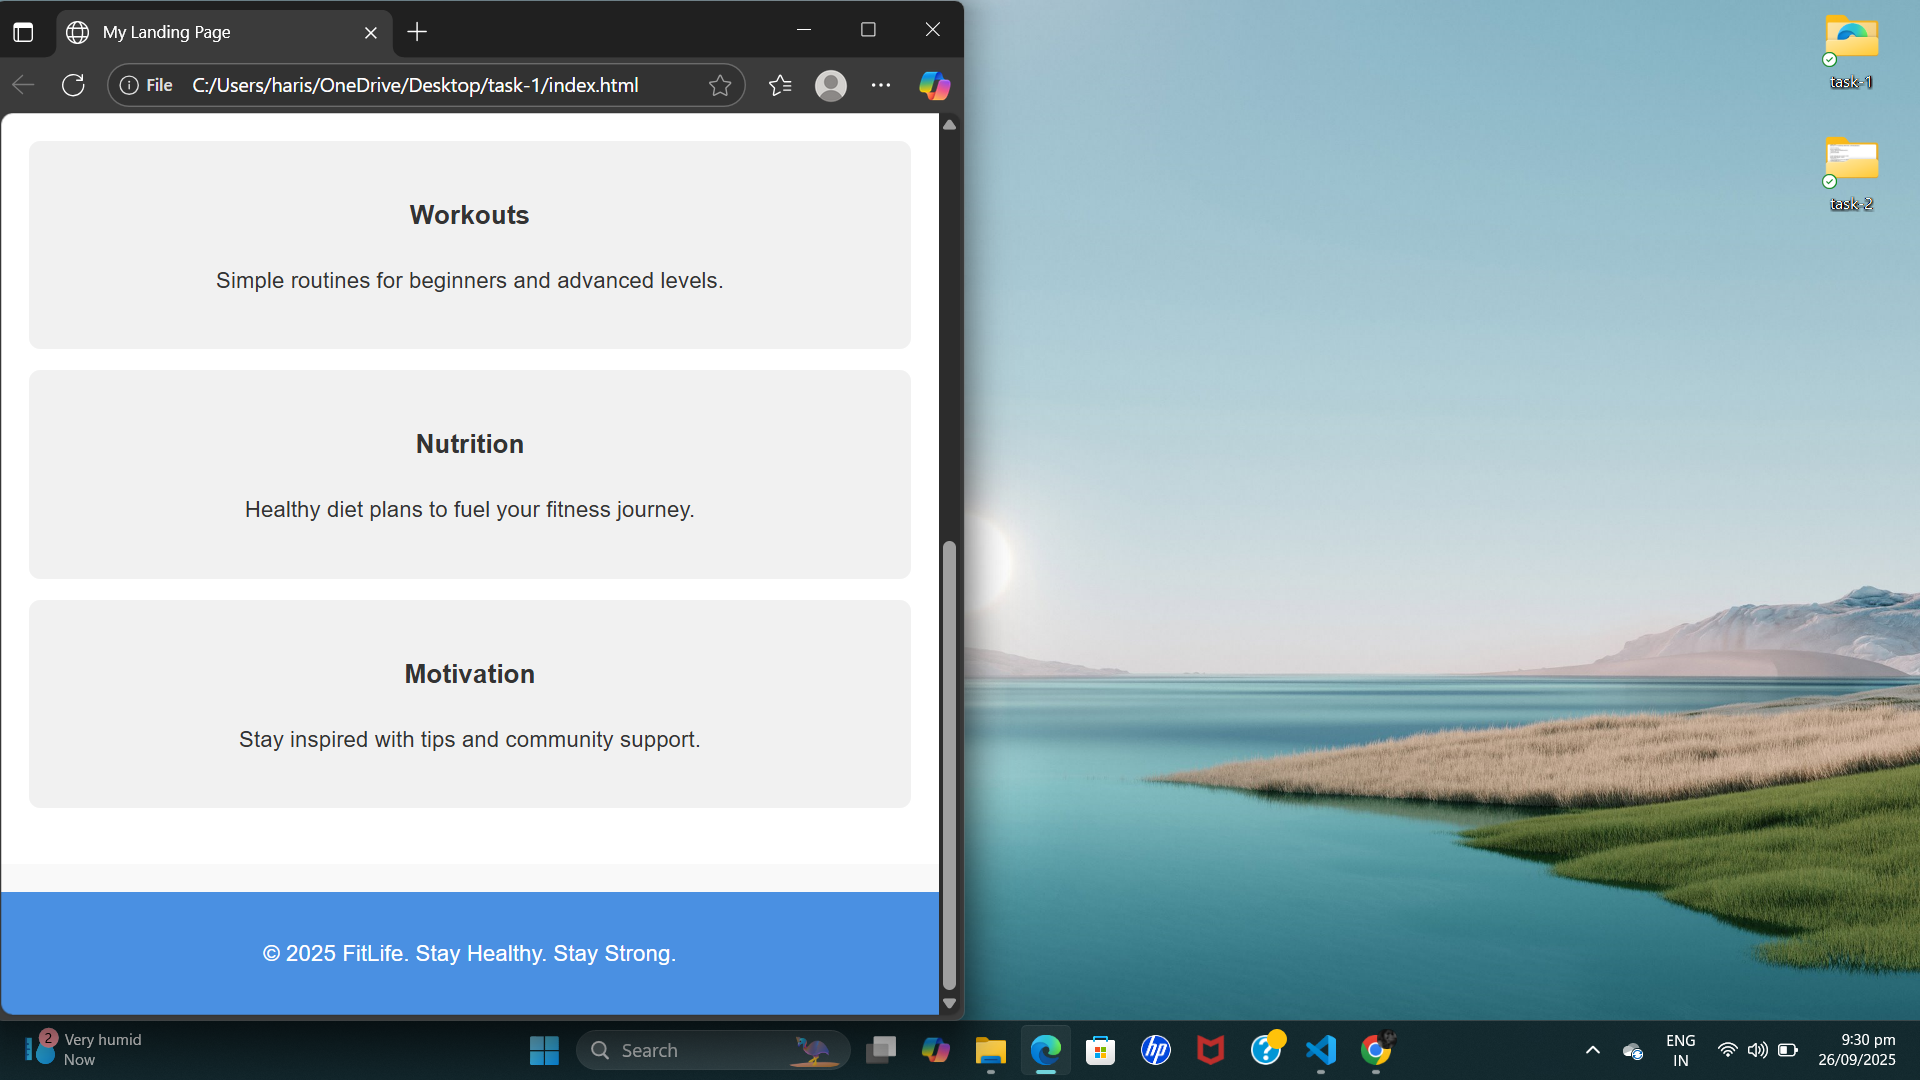 My Landing Page
File C:/Users/haris/OneDrive/Desktop/task-1/index.html
Workouts
Simple routines for beginners and advanced levels.
Nutrition
Healthy diet plans to fuel your fitness journey.
Motivation
Stay inspired with tips and community support.
© 2025 FitLife. Stay Healthy. Stay Strong.
task-1
task-2
2
Very humid
Now
Search
hp
ENG
IN
9:30 pm
26/09/2025